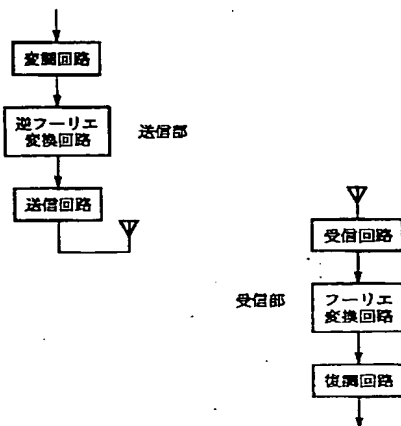 変調回路
逆フーリエ
変換回路
送信部
送信回路
受信回路
受信部
フーリエ
変換回路
復調回路